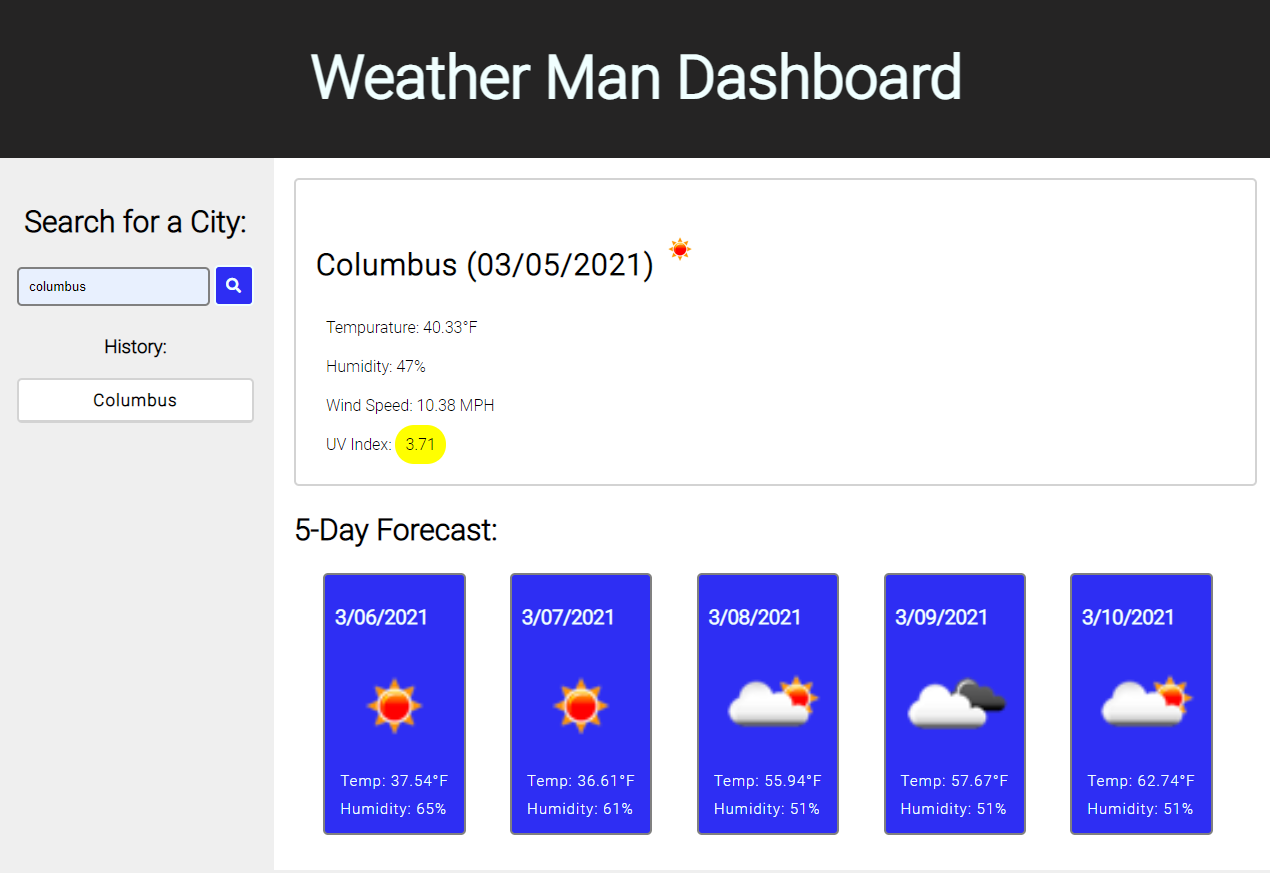 Weather Man Dashboard
Search for a City:
columbus
History:
Columbus
Columbus (03/05/2021)
Tempurature: 40.33°F
Humidity: 47%
Wind Speed: 10.38 MPH
UV Index: 3.71
5-Day Forecast:
3/06/2021
Temp: 37.54°F
Humidity: 65%
3/07/2021
Temp: 36.61°F
Humidity: 61%
3/08/2021
Temp: 55.94°F
Humidity: 51%
3/09/2021
Temp: 57.67°F
Humidity: 51%
3/10/2021
Temp: 62.74°F
Humidity: 51%